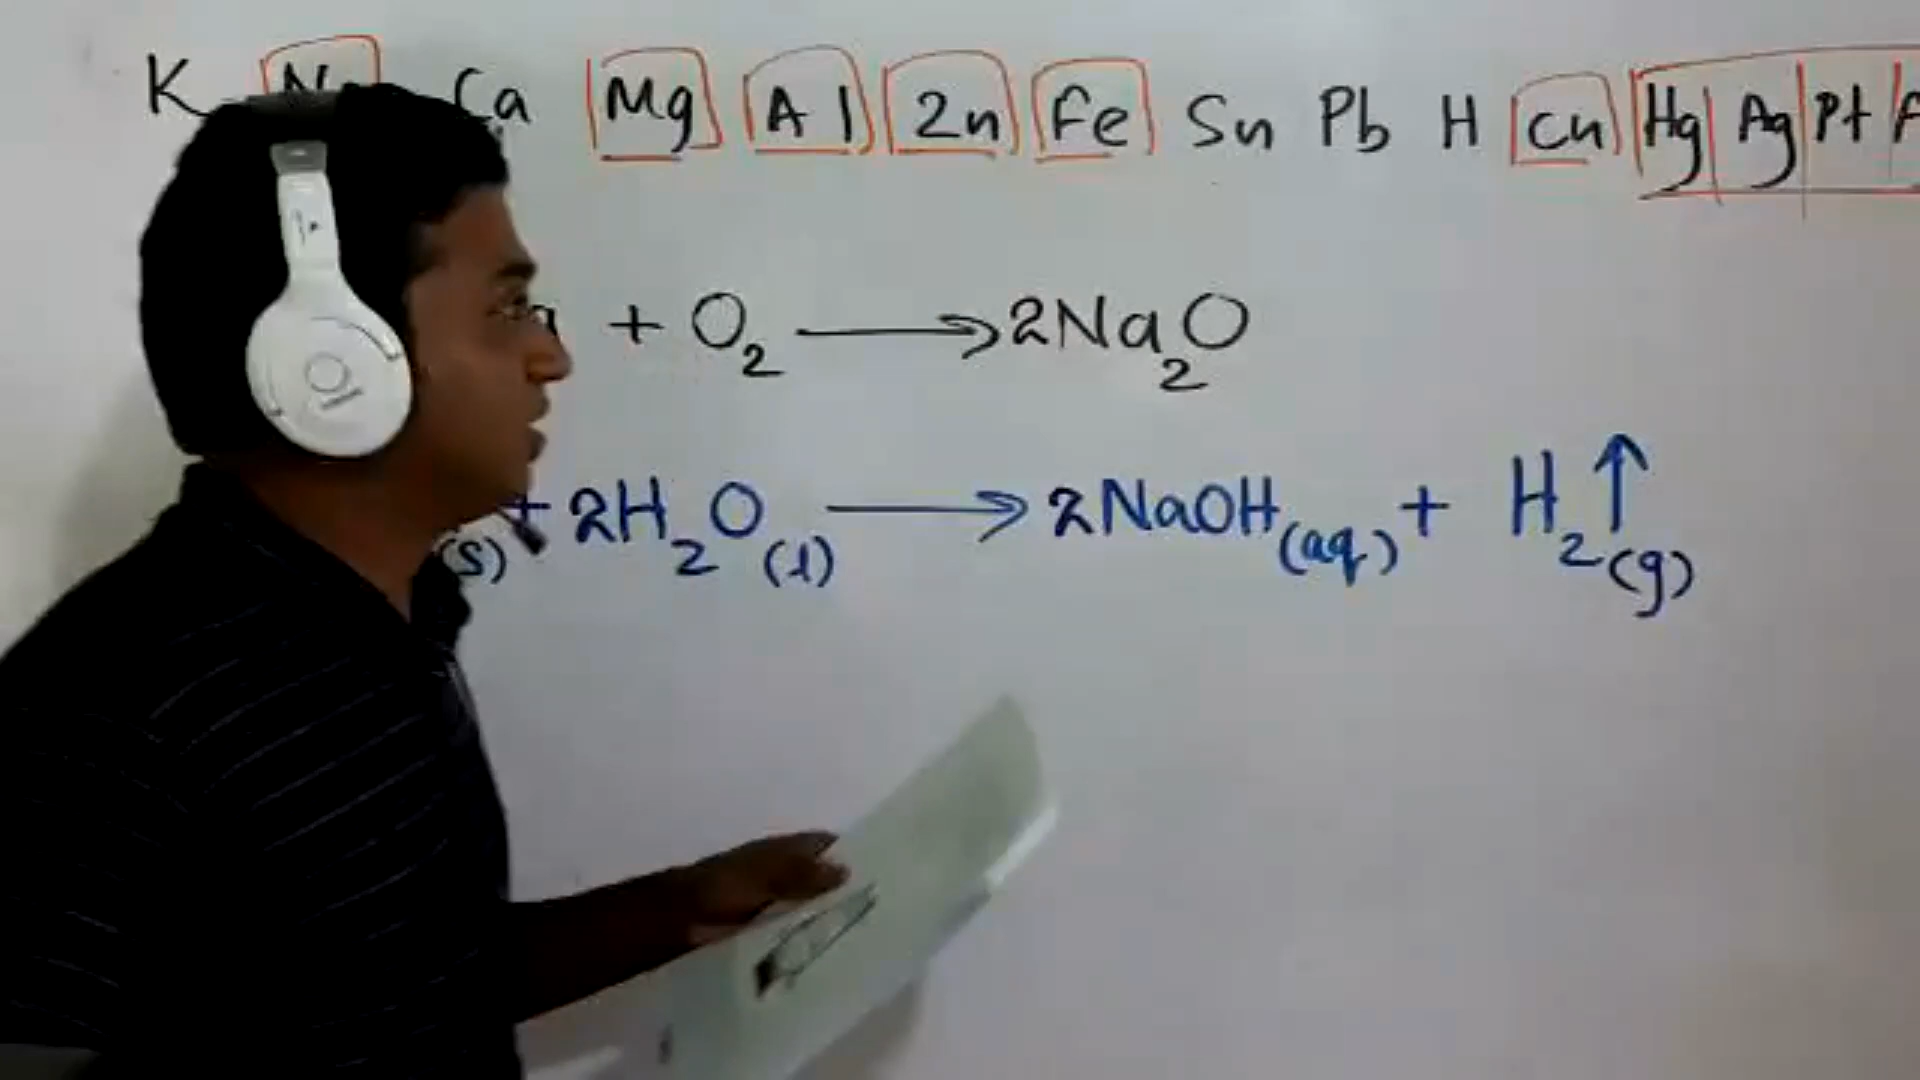 K Na Ca Mg Al Zn Fe Sn Pb H Cu Hg Ag Pt
+ O₂ → 2Na₂O
(s) + 2H₂O(l) → 2NaOH(aq) + H₂↑(g)